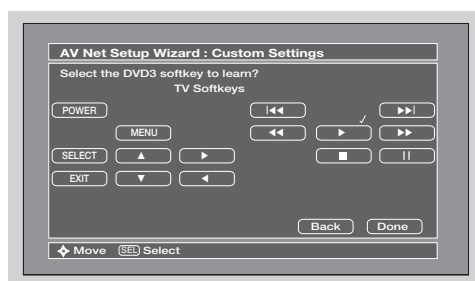 AV Net Setup Wizard : Custom Settings
Select the DVD3 softkey to learn?
TV Softkeys
POWER
MENU
SELECT
EXIT
Back Done
Move SEL Select